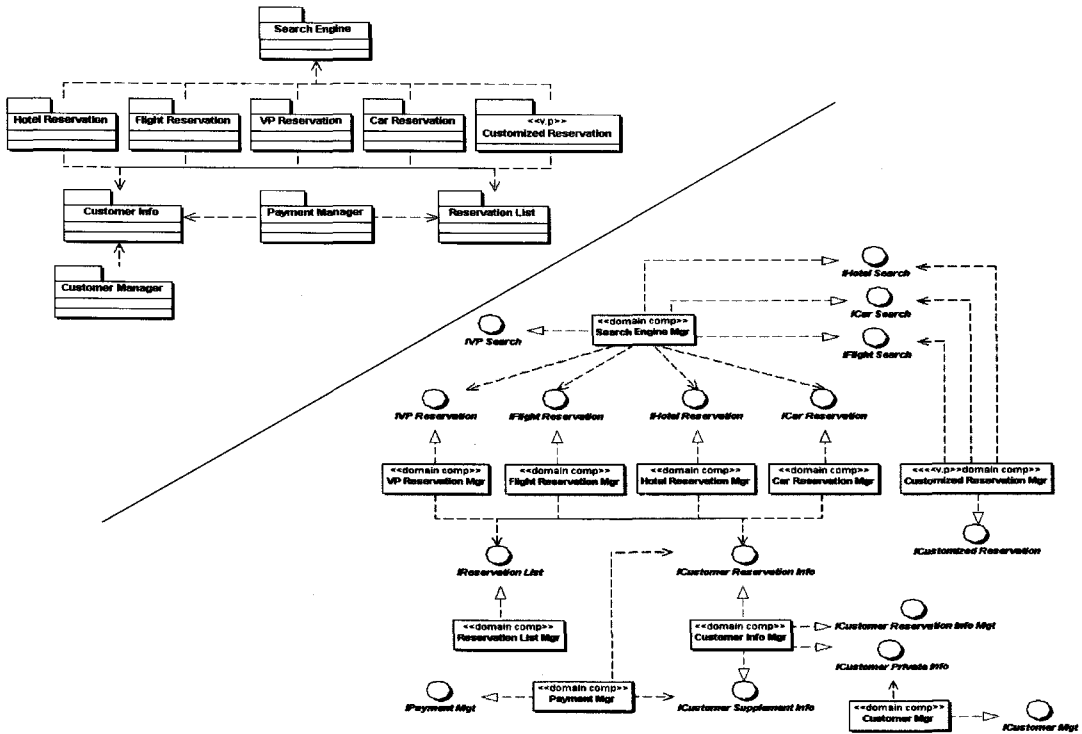 Search Engine
Hotel Reservation
Flight Reservation
VP Reservation
Car Reservation
<<v.p>>
Customized Reservation
Customer Info
Payment Manager
Reservation List
Customer Manager
IHotel Search
ICar Search
IFlight Search
<<domain comp>>
Search Engine Mgr
IVP Search
IVP Reservation
IFlight Reservation
IHotel Reservation
ICar Reservation
<<domain comp>>
VP Reservation Mgr
<<domain comp>>
Flight Reservation Mgr
<<domain comp>>
Hotel Reservation Mgr
<<domain comp>>
Car Reservation Mgr
<<<<v.p>>domain comp>>
Customized Reservation Mgr
ICustomized Reservation
IReservation List
ICustomer Reservation Info
<<domain comp>>
Reservation List Mgr
<<domain comp>>
Customer Info Mgr
ICustomer Reservation Info Mgt
ICustomer Private Info
<<domain comp>>
Payment Mgr
IPayment Mgt
ICustomer Supplement Info
<<domain comp>>
Customer Mgr
ICustomer Mgt